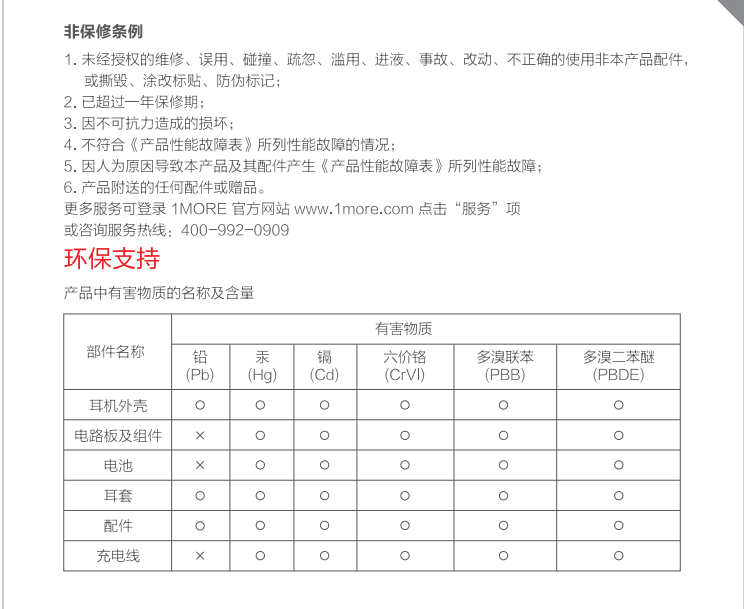 非保修条例
1. 未经授权的维修、误用、碰撞、疏忽、滥用、进液、事故、改动、不正确的使用非本产品配件，
或撕毁、涂改标贴、防伪标记；
2. 已超过一年保修期；
3. 因不可抗力造成的损坏；
4. 不符合《产品性能故障表》所列性能故障的情况；
5. 因人为原因导致本产品及其配件产生《产品性能故障表》所列性能故障；
6. 产品附送的任何配件或赠品。
更多服务可登录 1MORE 官方网站 www.1more.com 点击“服务”项
或咨询服务热线：400-992-0909
环保支持
产品中有害物质的名称及含量
部件名称 有害物质
铅 汞 镉 六价铬 多溴联苯 多溴二苯醚
(Pb) (Hg) (Cd) (CrVI) (PBB) (PBDE)
耳机外壳 ○ ○ ○ ○ ○ ○
电路板及组件 × ○ ○ ○ ○ ○
电池 × ○ ○ ○ ○ ○
耳套 ○ ○ ○ ○ ○ ○
配件 ○ ○ ○ ○ ○ ○
充电线 × ○ ○ ○ ○ ○